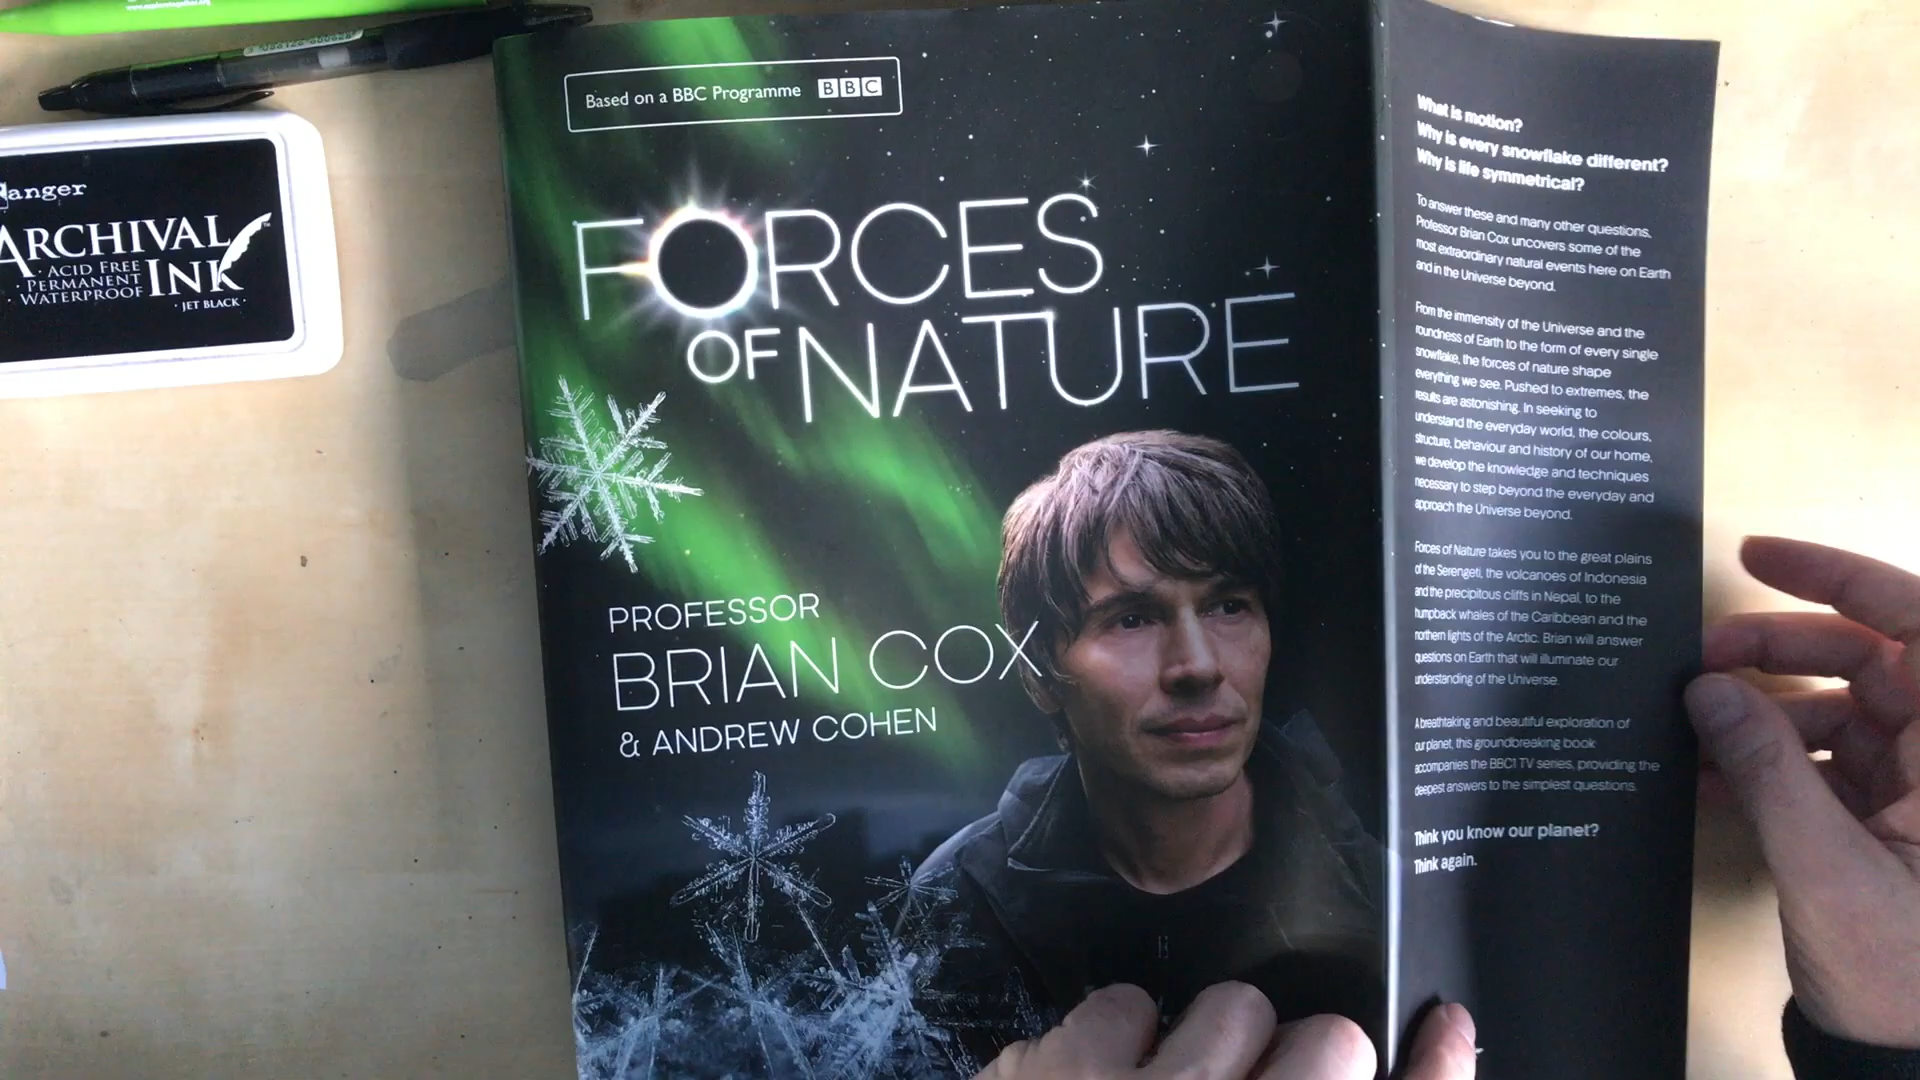 www.explorertogether.org
Ranger
ARCHIVAL
INK™
· ACID FREE
PERMANENT
· WATERPROOF
· JET BLACK ·
Based on a BBC Programme BBC
FORCES
OF NATURE
PROFESSOR
BRIAN COX
& ANDREW COHEN
What is motion?
Why is every snowflake different?
Why is life symmetrical?
To answer these and many other questions,
Professor Brian Cox uncovers some of the
most extraordinary natural events here on Earth
and in the Universe beyond.
From the immensity of the Universe and the
roundness of Earth to the form of every single
snowflake, the forces of nature shape
everything we see. Pushed to extremes, the
results are astonishing. In seeking to
understand the everyday world, the colours,
structure, behaviour and history of our home,
we develop the knowledge and techniques
necessary to step beyond the everyday and
approach the Universe beyond.
Forces of Nature takes you to the great plains
of the Serengeti, the volcanoes of Indonesia
and the precipitous cliffs in Nepal, to the
humpback whales of the Caribbean and the
northern lights of the Arctic. Brian will answer
questions on Earth that will illuminate our
understanding of the Universe.
A breathtaking and beautiful exploration of
our planet, this groundbreaking book
accompanies the BBC1 TV series, providing the
deepest answers to the simplest questions.
Think you know our planet?
Think again.